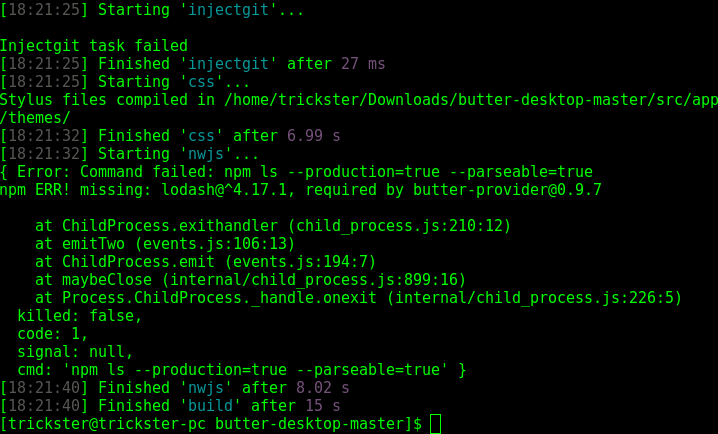 [18:21:25] Starting 'injectgit'...
Injectgit task failed
[18:21:25] Finished 'injectgit' after 27 ms
[18:21:25] Starting 'css'...
Stylus files compiled in /home/trickster/Downloads/butter-desktop-master/src/app
/themes/
[18:21:32] Finished 'css' after 6.99 s
[18:21:32] Starting 'nwjs'...
{ Error: Command failed: npm ls --production=true --parseable=true
npm ERR! missing: lodash@^4.17.1, required by butter-provider@0.9.7
    at ChildProcess.exithandler (child_process.js:210:12)
    at emitTwo (events.js:106:13)
    at ChildProcess.emit (events.js:194:7)
    at maybeClose (internal/child_process.js:899:16)
    at Process.ChildProcess._handle.onexit (internal/child_process.js:226:5)
  killed: false,
  code: 1,
  signal: null,
  cmd: 'npm ls --production=true --parseable=true' }
[18:21:40] Finished 'nwjs' after 8.02 s
[18:21:40] Finished 'build' after 15 s
[trickster@trickster-pc butter-desktop-master]$